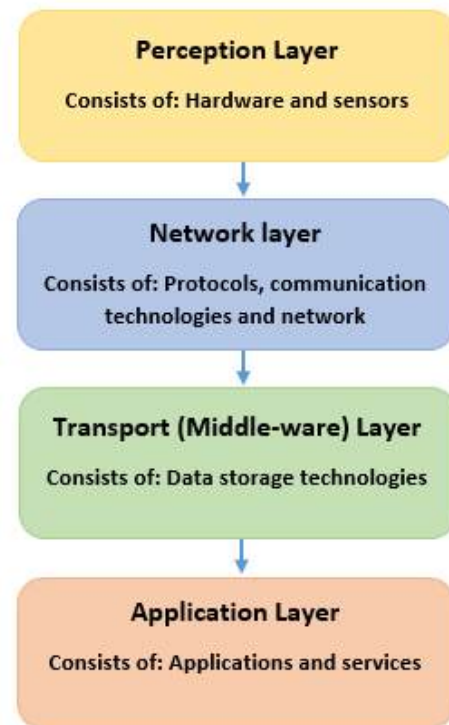 Perception Layer
Consists of: Hardware and sensors
Network layer
Consists of: Protocols, communication
technologies and network
Transport (Middle-ware) Layer
Consists of: Data storage technologies
Application Layer
Consists of: Applications and services